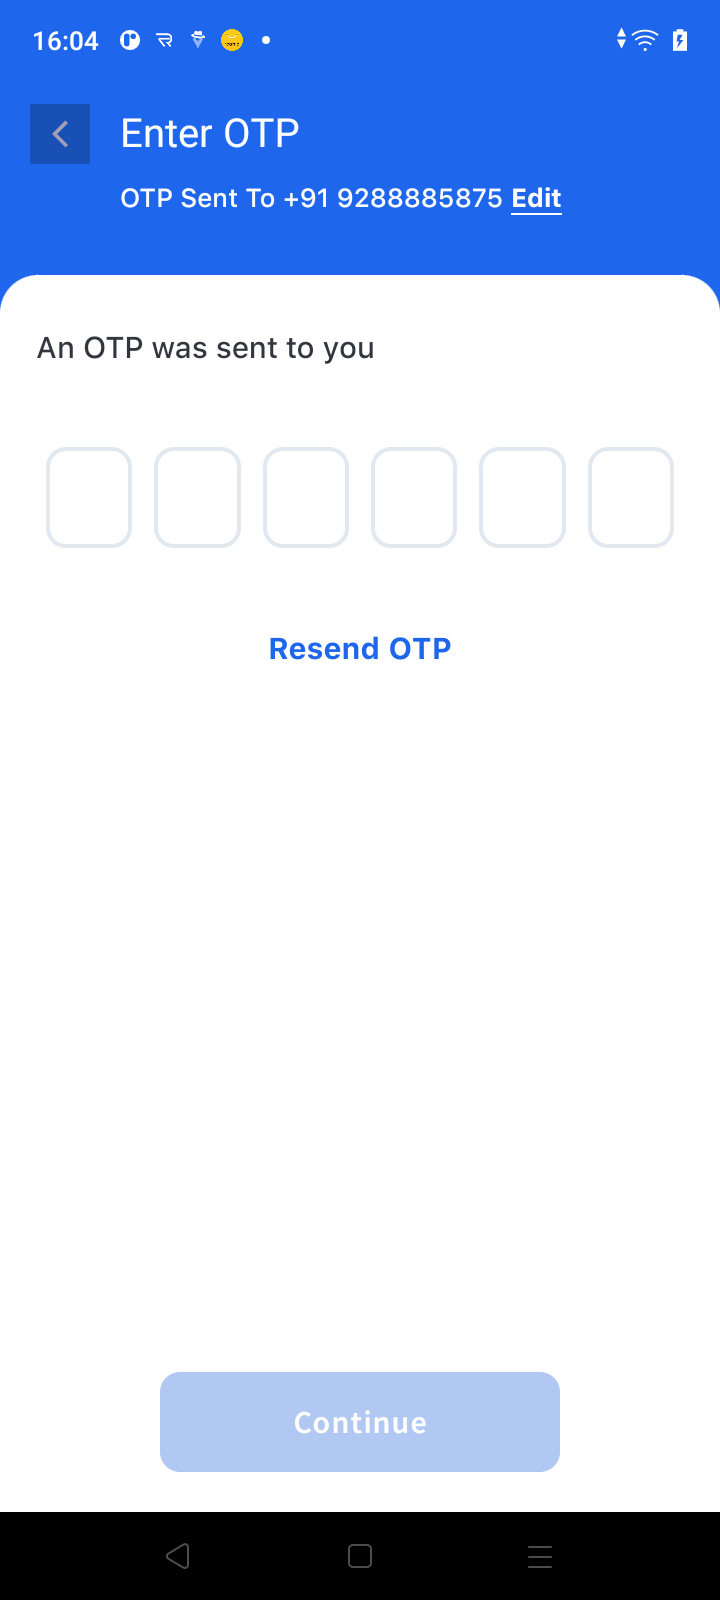 16:04
Enter OTP
OTP Sent To +91 9288885875 Edit
An OTP was sent to you
Resend OTP
Continue